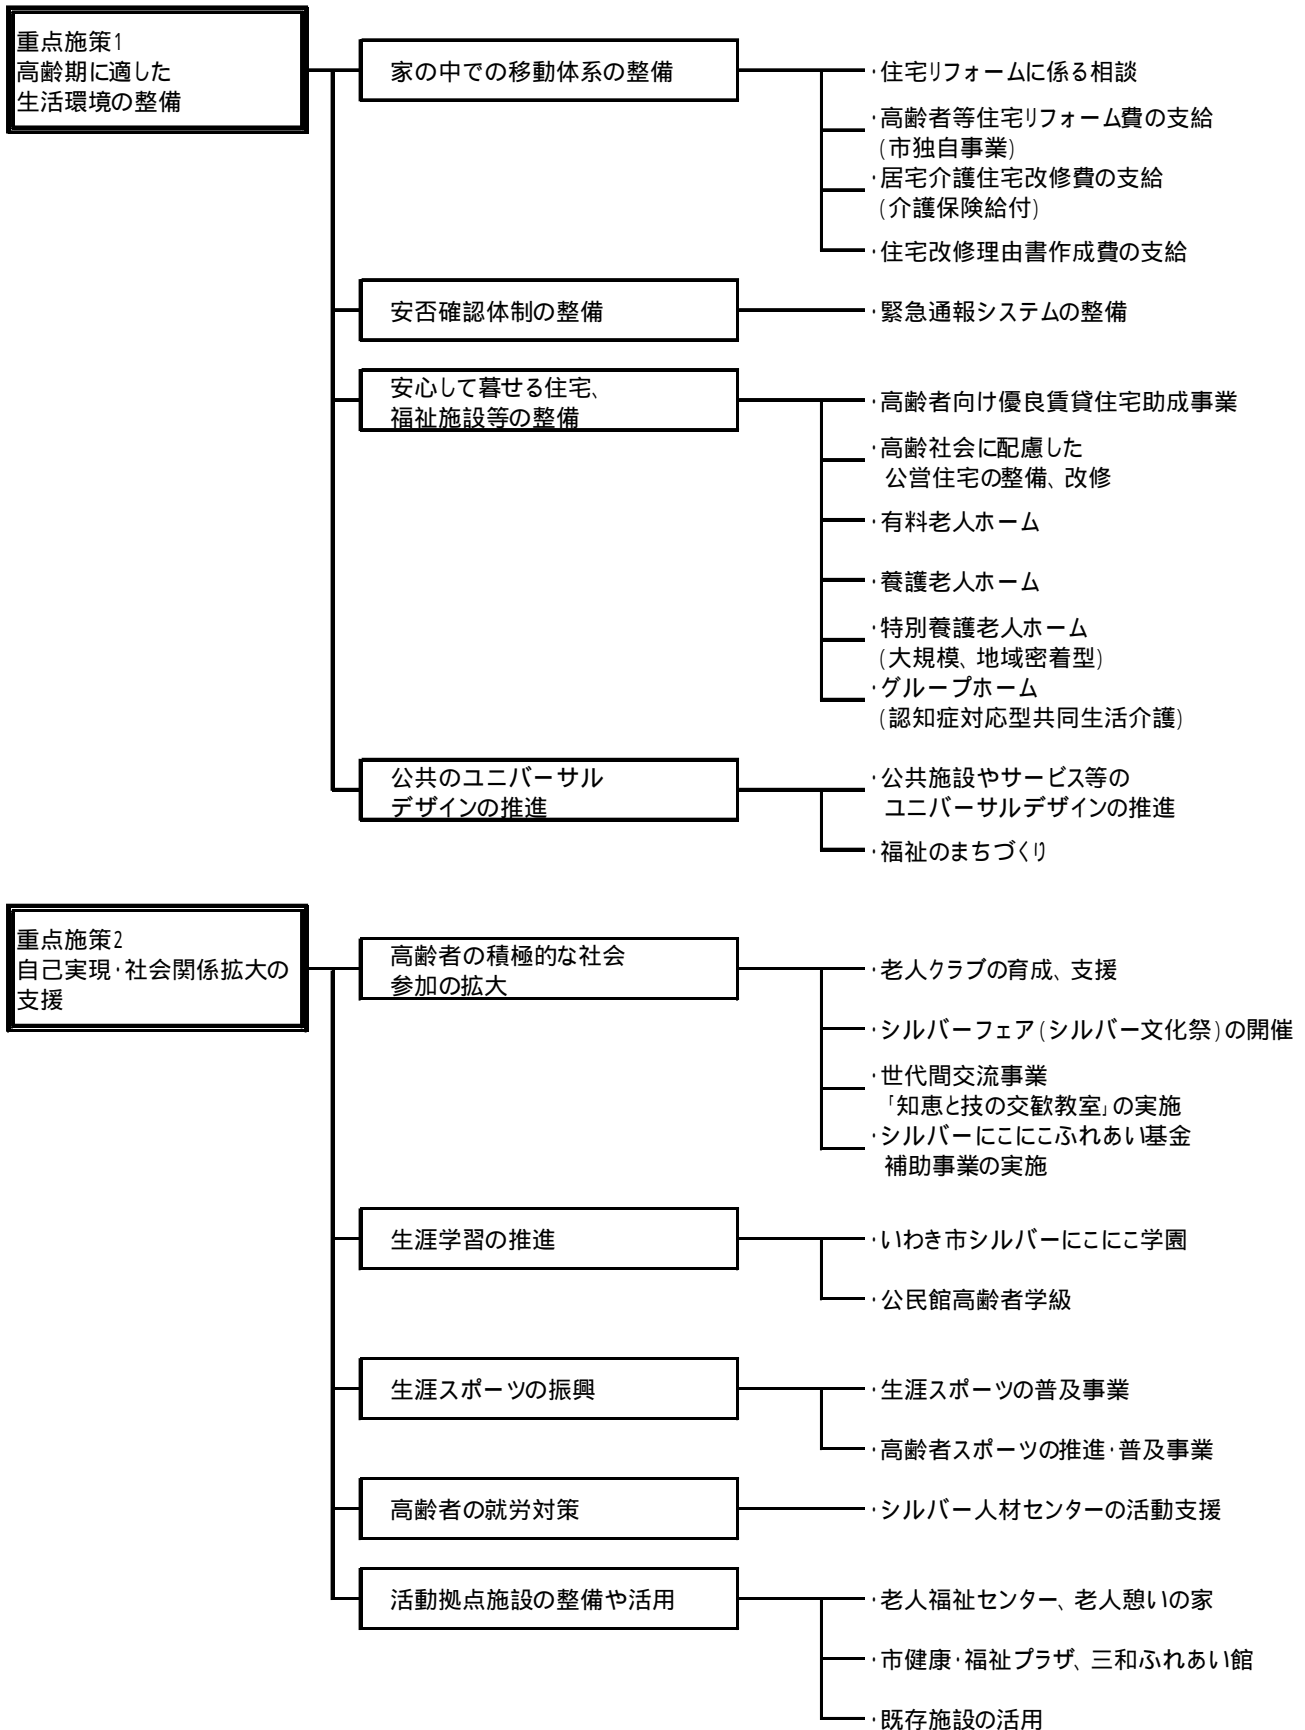 重点施策1
高齢期に適した
生活環境の整備
家の中での移動体系の整備
・住宅リフォームに係る相談
・高齢者等住宅リフォーム費の支給
(市独自事業)
・居宅介護住宅改修費の支給
(介護保険給付)
・住宅改修理由書作成費の支給
安否確認体制の整備
・緊急通報システムの整備
安心して暮せる住宅、
福祉施設等の整備
・高齢者向け優良賃貸住宅助成事業
・高齢社会に配慮した
公営住宅の整備、改修
・有料老人ホーム
・養護老人ホーム
・特別養護老人ホーム
(大規模、地域密着型)
・グループホーム
(認知症対応型共同生活介護)
公共のユニバーサル
デザインの推進
・公共施設やサービス等の
ユニバーサルデザインの推進
・福祉のまちづくり
重点施策2
自己実現・社会関係拡大の
支援
高齢者の積極的な社会
参加の拡大
・老人クラブの育成、支援
・シルバーフェア(シルバー文化祭)の開催
・世代間交流事業
「知恵と技の交歓教室」の実施
・シルバーにこにこふれあい基金
補助事業の実施
生涯学習の推進
・いわき市シルバーにこにこ学園
・公民館高齢者学級
生涯スポーツの振興
・生涯スポーツの普及事業
・高齢者スポーツの推進・普及事業
高齢者の就労対策
・シルバー人材センターの活動支援
活動拠点施設の整備や活用
・老人福祉センター、老人憩いの家
・市健康・福祉プラザ、三和ふれあい館
・既存施設の活用